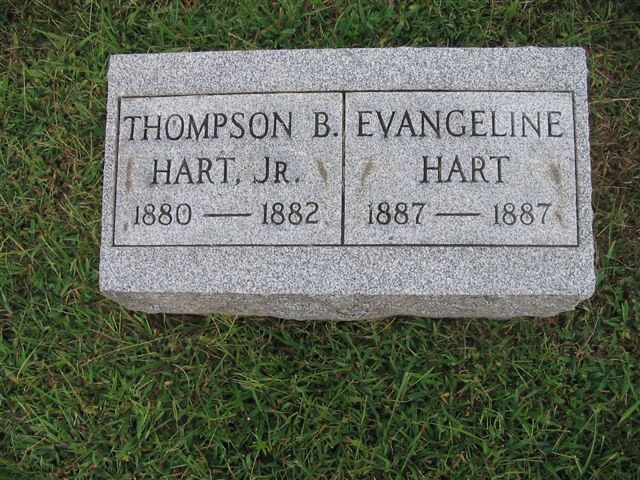 THOMPSON B.
HART, JR.
1880 — 1882
EVANGELINE
HART
1887 — 1887